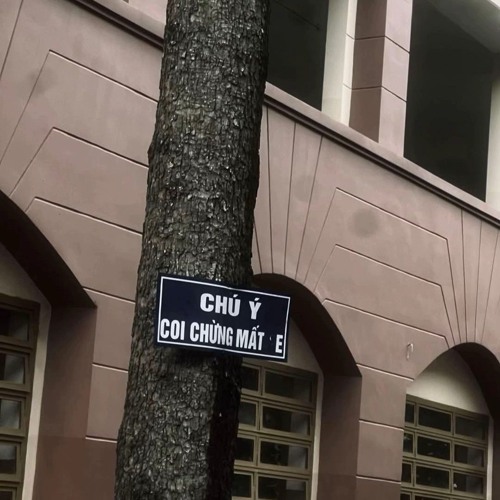 CHÚ Ý
COI CHỪNG MẤT E